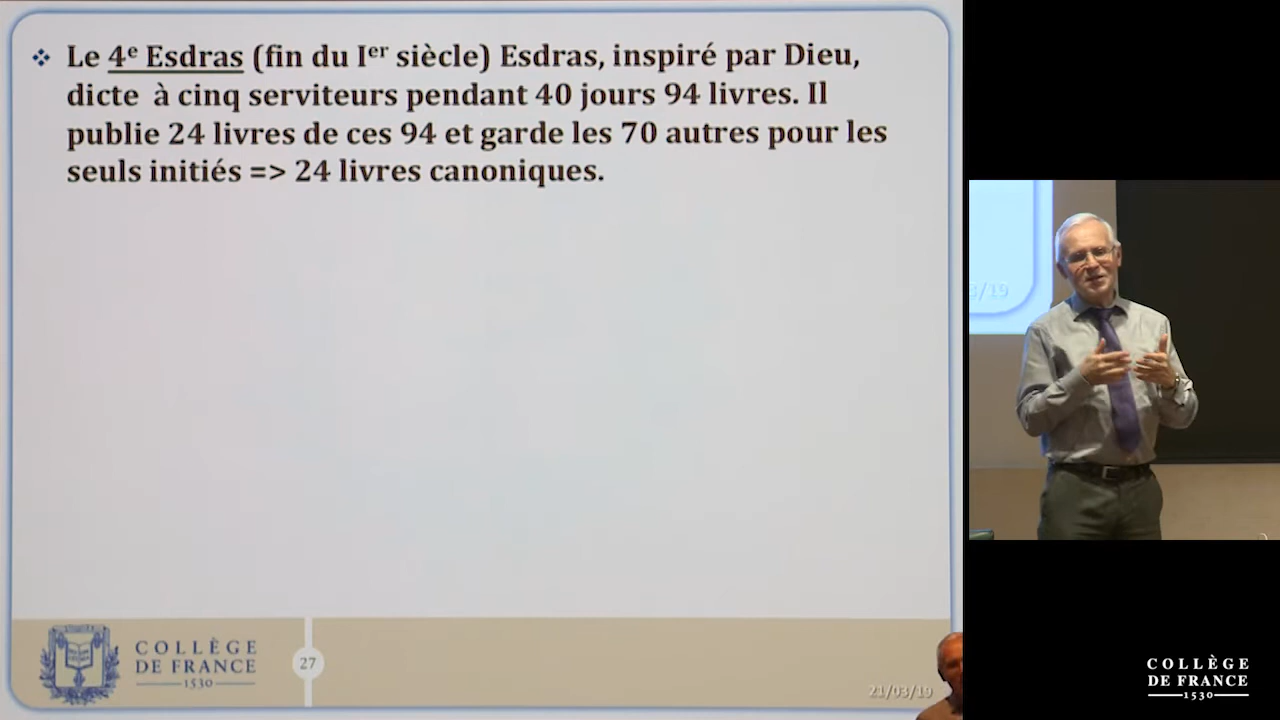 ❖ Le 4ᵉ Esdras (fin du Iᵉʳ siècle) Esdras, inspiré par Dieu,
dicte à cinq serviteurs pendant 40 jours 94 livres. Il
publie 24 livres de ces 94 et garde les 70 autres pour les
seuls initiés => 24 livres canoniques.
COLLÈGE
DE FRANCE
1530
27
21/03/19
3/19
COLLÈGE
DE FRANCE
1530